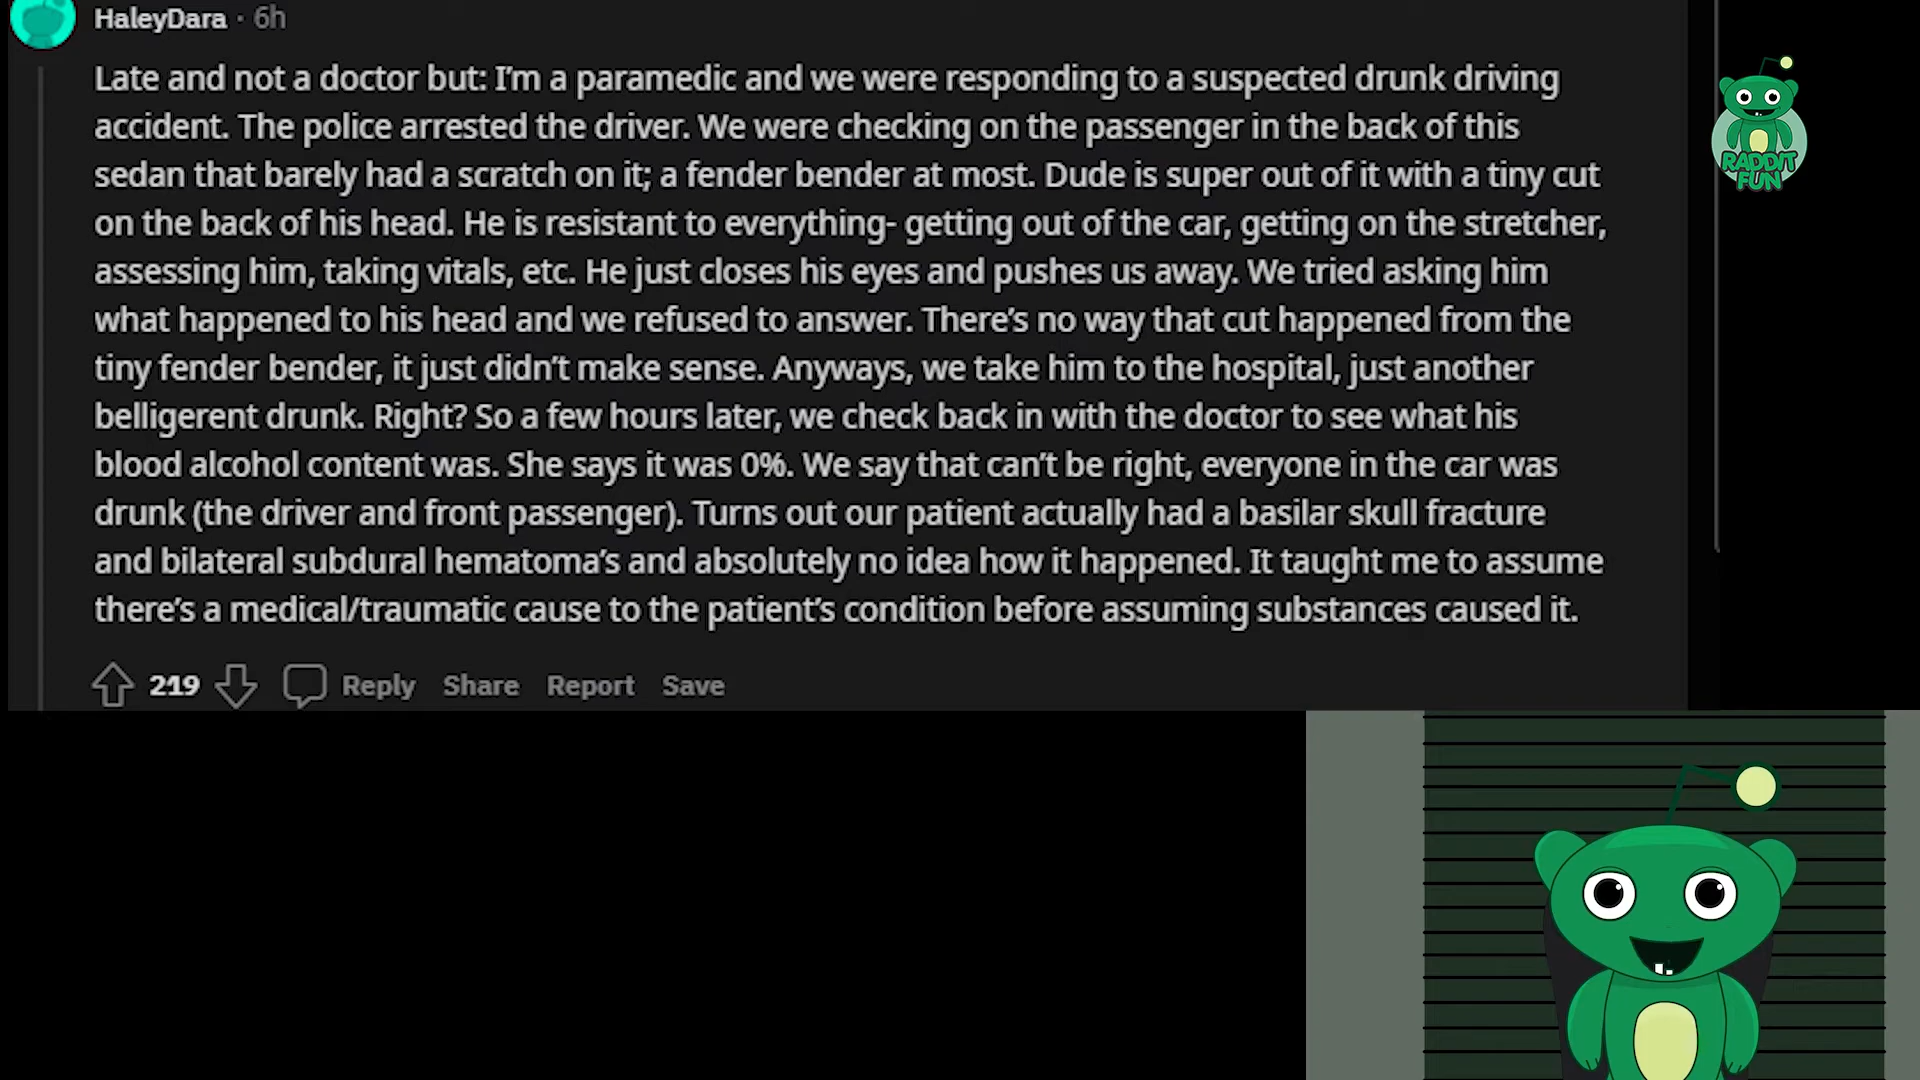 HaleyDara · 6h
Late and not a doctor but: I'm a paramedic and we were responding to a suspected drunk driving
accident. The police arrested the driver. We were checking on the passenger in the back of this
sedan that barely had a scratch on it; a fender bender at most. Dude is super out of it with a tiny cut
on the back of his head. He is resistant to everything- getting out of the car, getting on the stretcher,
assessing him, taking vitals, etc. He just closes his eyes and pushes us away. We tried asking him
what happened to his head and we refused to answer. There's no way that cut happened from the
tiny fender bender, it just didn't make sense. Anyways, we take him to the hospital, just another
belligerent drunk. Right? So a few hours later, we check back in with the doctor to see what his
blood alcohol content was. She says it was 0%. We say that can't be right, everyone in the car was
drunk (the driver and front passenger). Turns out our patient actually had a basilar skull fracture
and bilateral subdural hematoma's and absolutely no idea how it happened. It taught me to assume
there's a medical/traumatic cause to the patient's condition before assuming substances caused it.
219 Reply Share Report Save
RADDIT
FUN